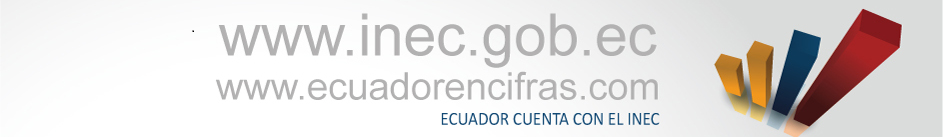 www.inec.gob.ec
www.ecuadorencifras.com
ECUADOR CUENTA CON EL INEC